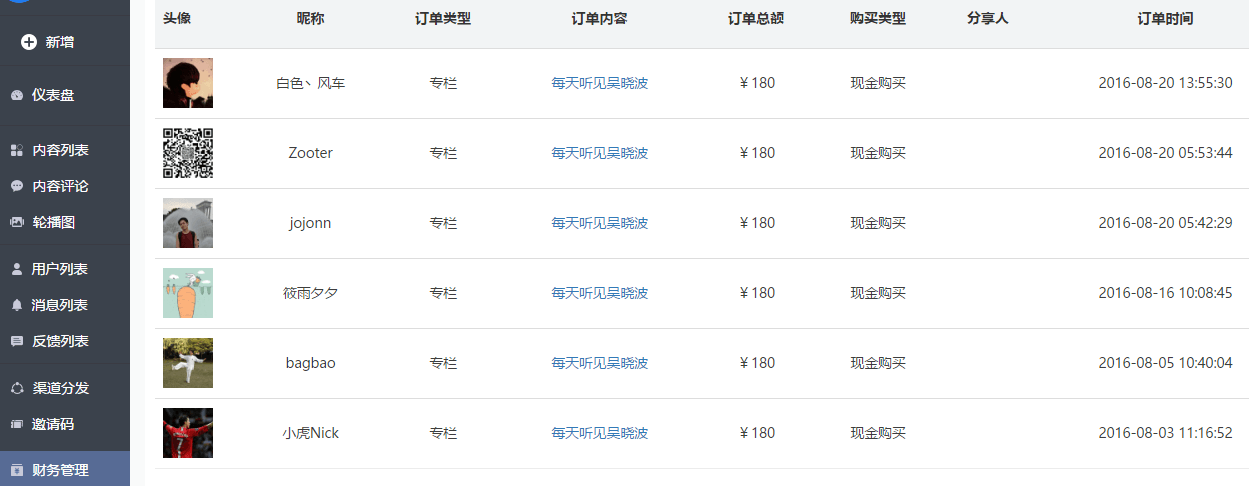 新增
仪表盘
内容列表
内容评论
轮播图
用户列表
消息列表
反馈列表
渠道分发
邀请码
财务管理
头像 昵称 订单类型 订单内容 订单总额 购买类型 分享人 订单时间
白色丶风车 专栏 每天听见吴晓波 ￥180 现金购买 2016-08-20 13:55:30
Zooter 专栏 每天听见吴晓波 ￥180 现金购买 2016-08-20 05:53:44
jojonn 专栏 每天听见吴晓波 ￥180 现金购买 2016-08-20 05:42:29
筱雨夕夕 专栏 每天听见吴晓波 ￥180 现金购买 2016-08-16 10:08:45
bagbao 专栏 每天听见吴晓波 ￥180 现金购买 2016-08-05 10:40:04
小虎Nick 专栏 每天听见吴晓波 ￥180 现金购买 2016-08-03 11:16:52